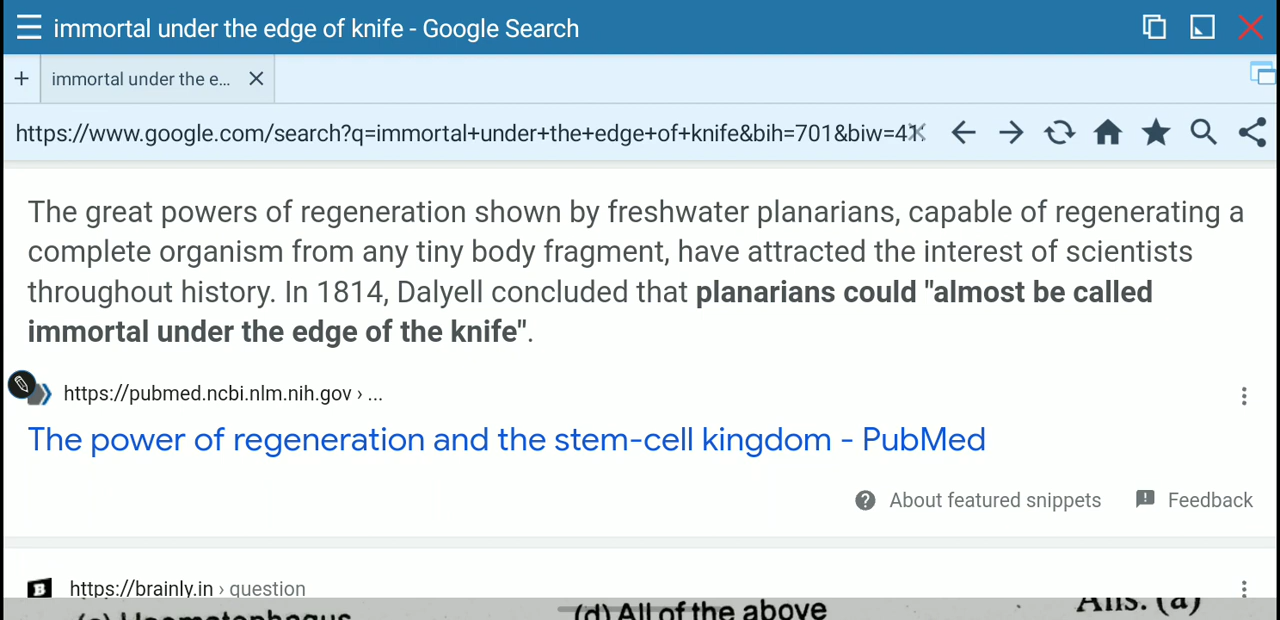 immortal under the edge of knife - Google Search
immortal under the e...
https://www.google.com/search?q=immortal+under+the+edge+of+knife&bih=701&biw=41
The great powers of regeneration shown by freshwater planarians, capable of regenerating a
complete organism from any tiny body fragment, have attracted the interest of scientists
throughout history. In 1814, Dalyell concluded that planarians could "almost be called
immortal under the edge of the knife".
https://pubmed.ncbi.nlm.nih.gov › ...
The power of regeneration and the stem-cell kingdom - PubMed
About featured snippets Feedback
https://brainly.in › question
(d) All of the above Ans. (a)